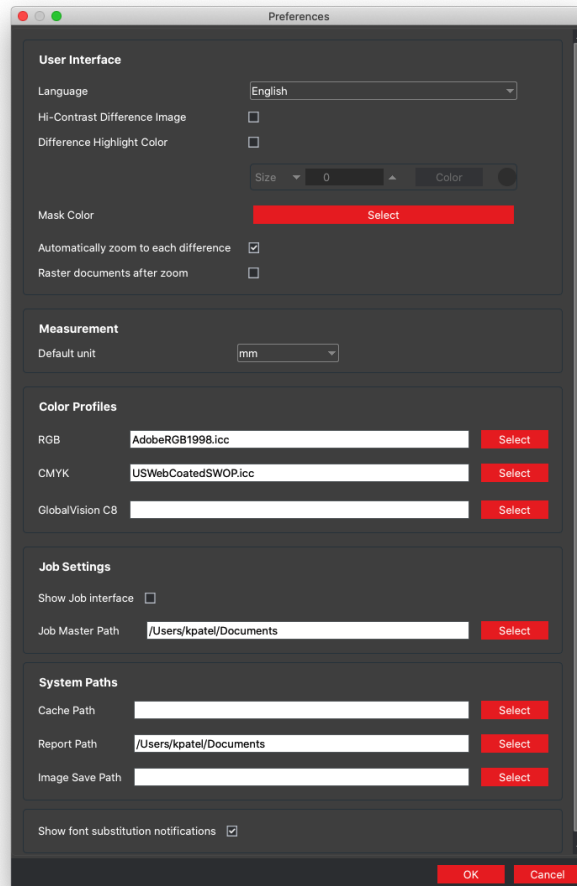 Preferences
User Interface
Language English
Hi-Contrast Difference Image
Difference Highlight Color
Size 0 Color
Mask Color Select
Automatically zoom to each difference
Raster documents after zoom
Measurement
Default unit mm
Color Profiles
RGB AdobeRGB1998.icc Select
CMYK USWebCoatedSWOP.icc Select
GlobalVision C8 Select
Job Settings
Show Job interface
Job Master Path /Users/kpatel/Documents Select
System Paths
Cache Path Select
Report Path /Users/kpatel/Documents Select
Image Save Path Select
Show font substitution notifications
OK Cancel